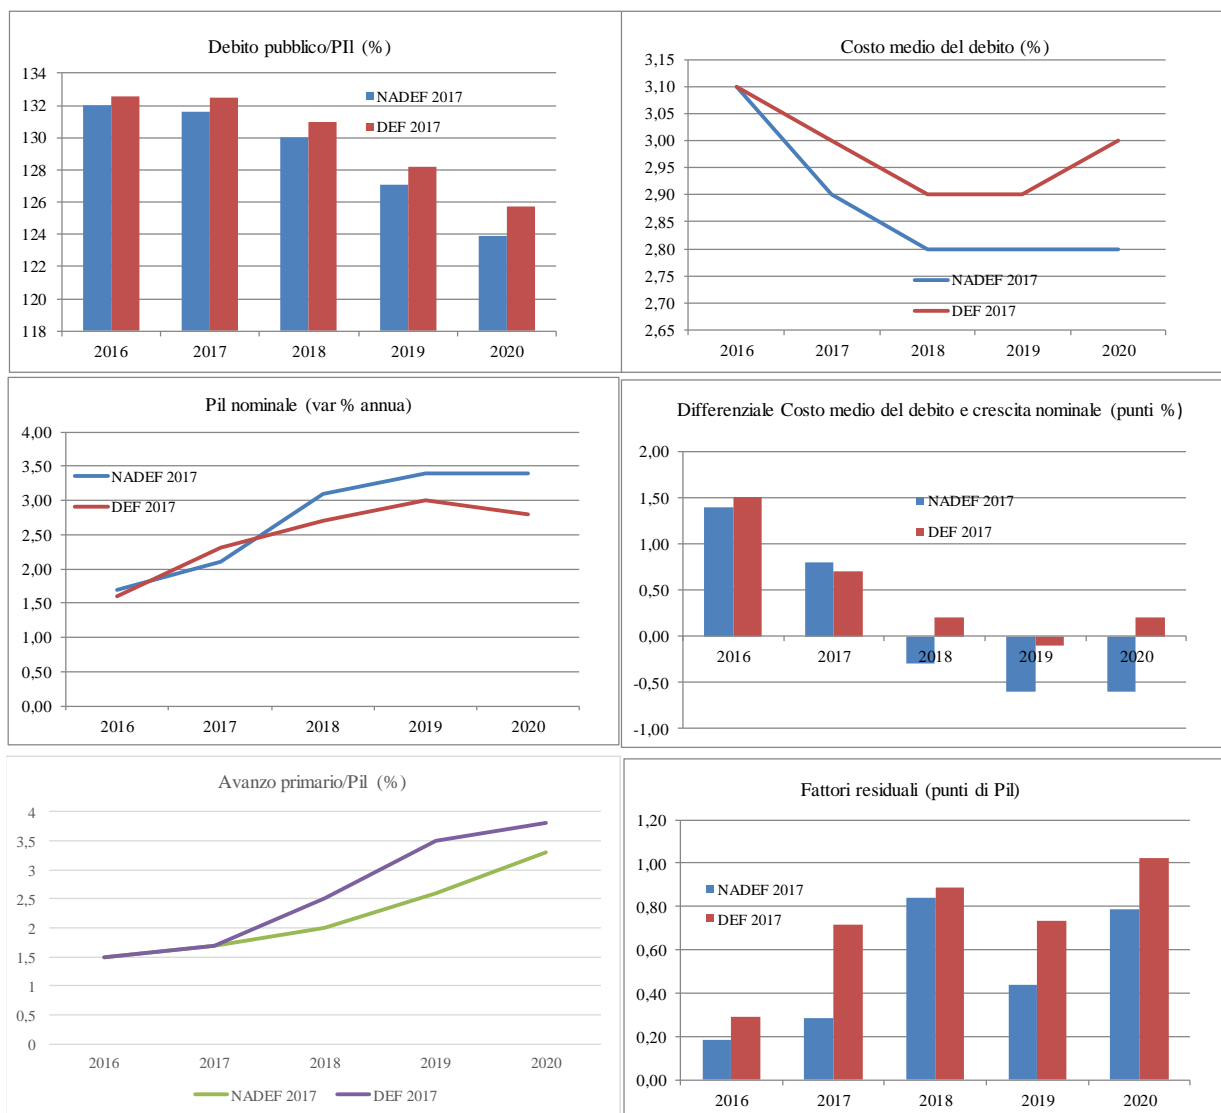 Debito pubblico/PIl (%)
134
132
130
128
126
124
122
120
118
NADEF 2017
DEF 2017
2016 2017 2018 2019 2020
Costo medio del debito (%)
3,15
3,10
3,05
3,00
2,95
2,90
2,85
2,80
2,75
2,70
2,65
NADEF 2017
DEF 2017
2016 2017 2018 2019 2020
Pil nominale (var % annua)
4,00
3,50
3,00
2,50
2,00
1,50
1,00
0,50
0,00
NADEF 2017
DEF 2017
2016 2017 2018 2019 2020
Differenziale Costo medio del debito e crescita nominale (punti %)
2,00
1,50
1,00
0,50
0,00
-0,50
-1,00
NADEF 2017
DEF 2017
2016 2017 2018 2019 2020
Avanzo primario/Pil (%)
4
3,5
3
2,5
2
1,5
1
0,5
0
2016 2017 2018 2019 2020
NADEF 2017 DEF 2017
Fattori residuali (punti di Pil)
1,20
1,00
0,80
0,60
0,40
0,20
0,00
NADEF 2017
DEF 2017
2016 2017 2018 2019 2020